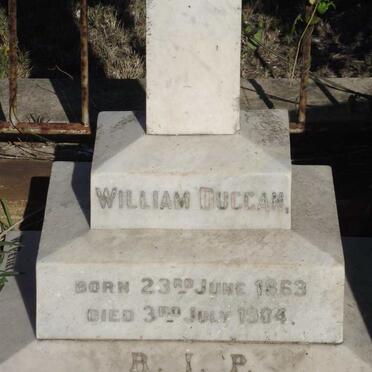 WILLIAM DUGGAN,
BORN 23RD JUNE 1863
DIED 3RD JULY 1904.
R. I. P.